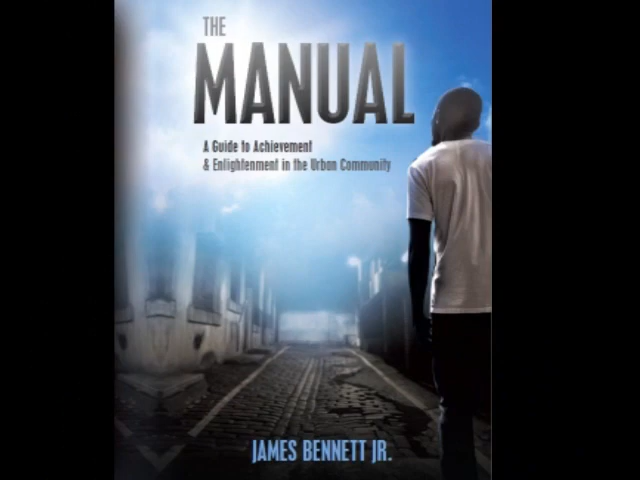 THE
MANUAL
A Guide to Achievement
& Enlightenment in the Urban Community
JAMES BENNETT JR.